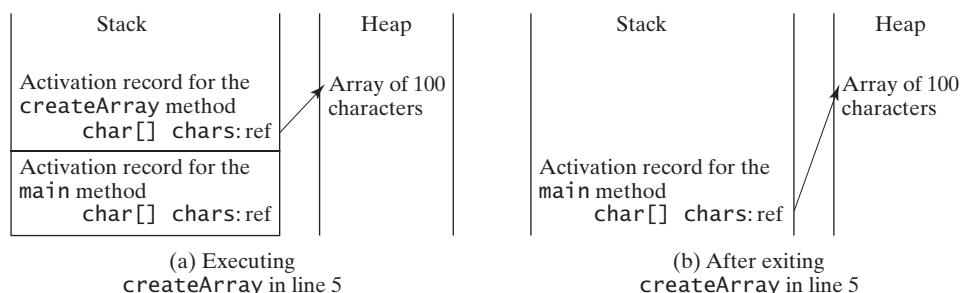 Stack
Heap
Activation record for the
createArray method
char[] chars: ref
Array of 100
characters
Activation record for the
main method
char[] chars: ref
(a) Executing
createArray in line 5
Stack
Heap
Array of 100
characters
Activation record for the
main method
char[] chars: ref
(b) After exiting
createArray in line 5